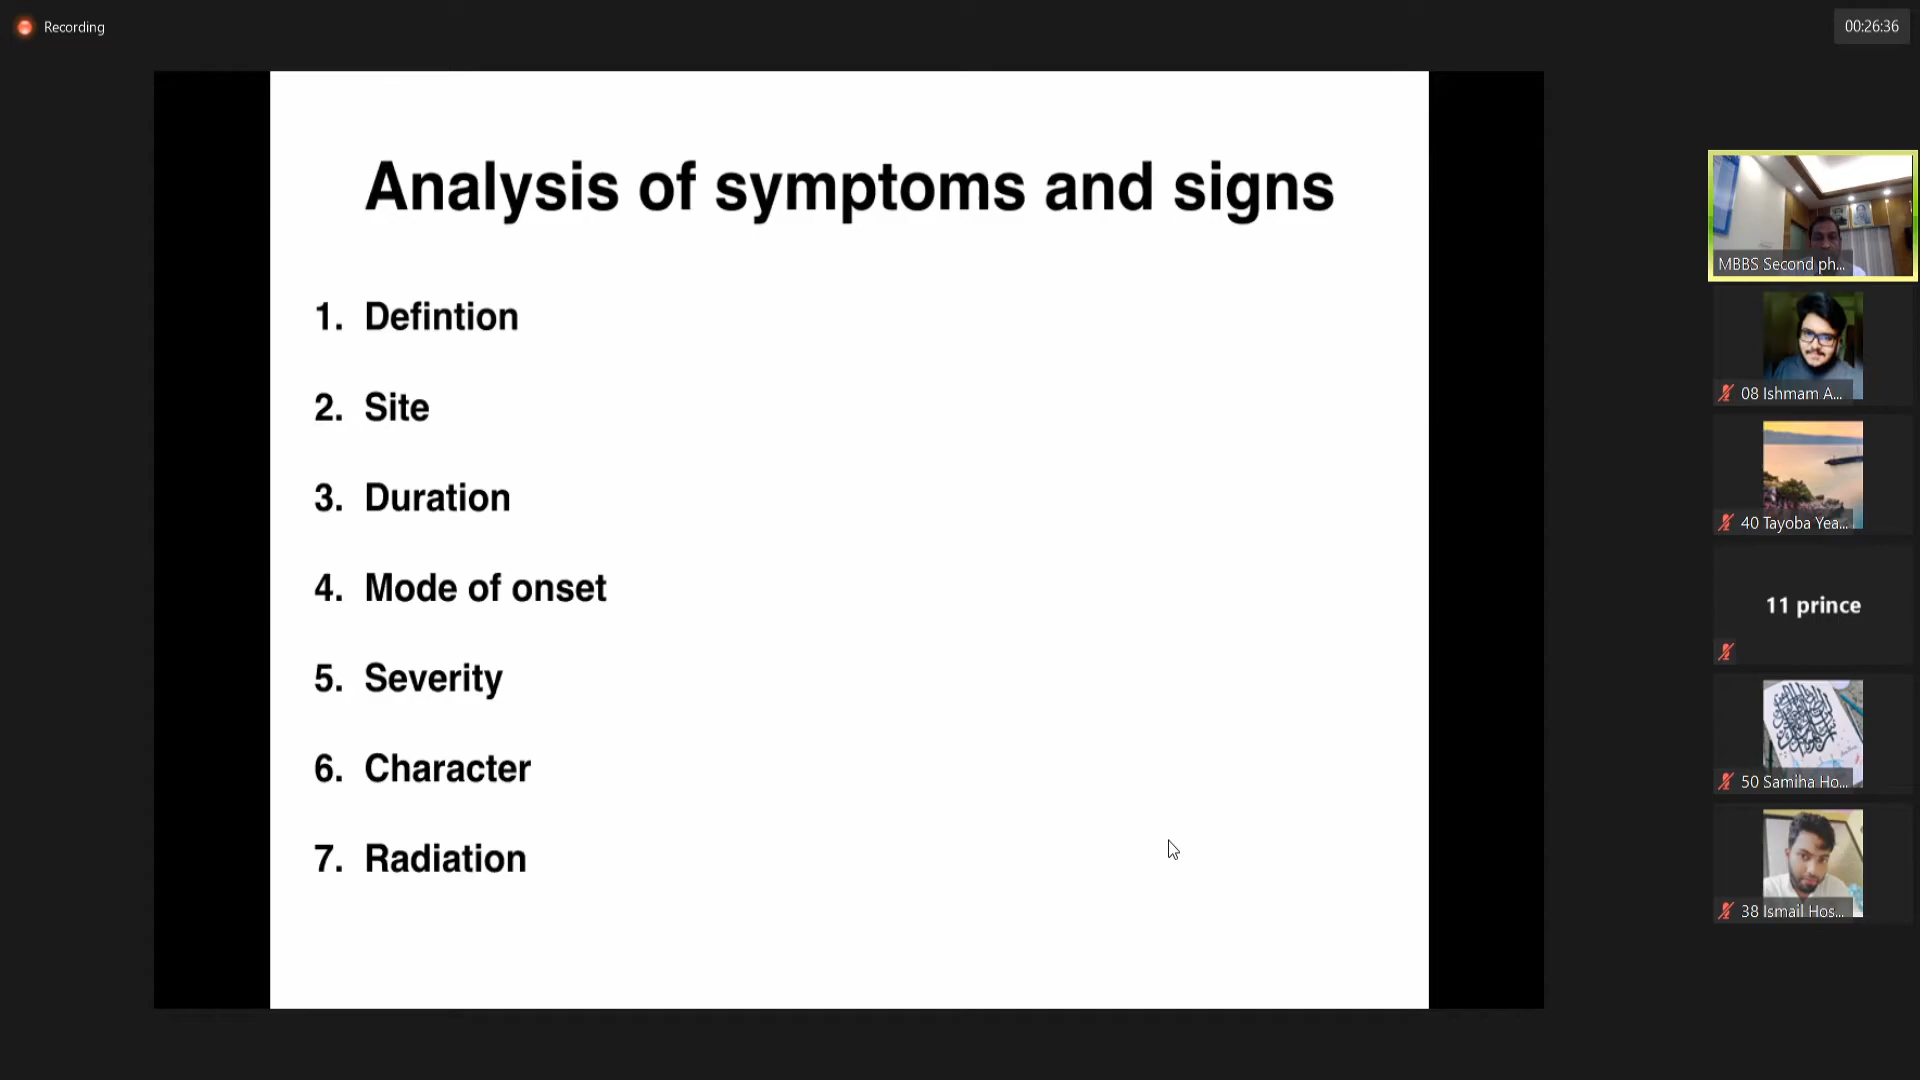 Recording
00:26:36
Analysis of symptoms and signs
1. Defintion
2. Site
3. Duration
4. Mode of onset
5. Severity
6. Character
7. Radiation
MBBS Second ph...
08 Ishmam A...
40 Tayoba Yea...
11 prince
50 Samiha Ho...
38 Ismail Hos...